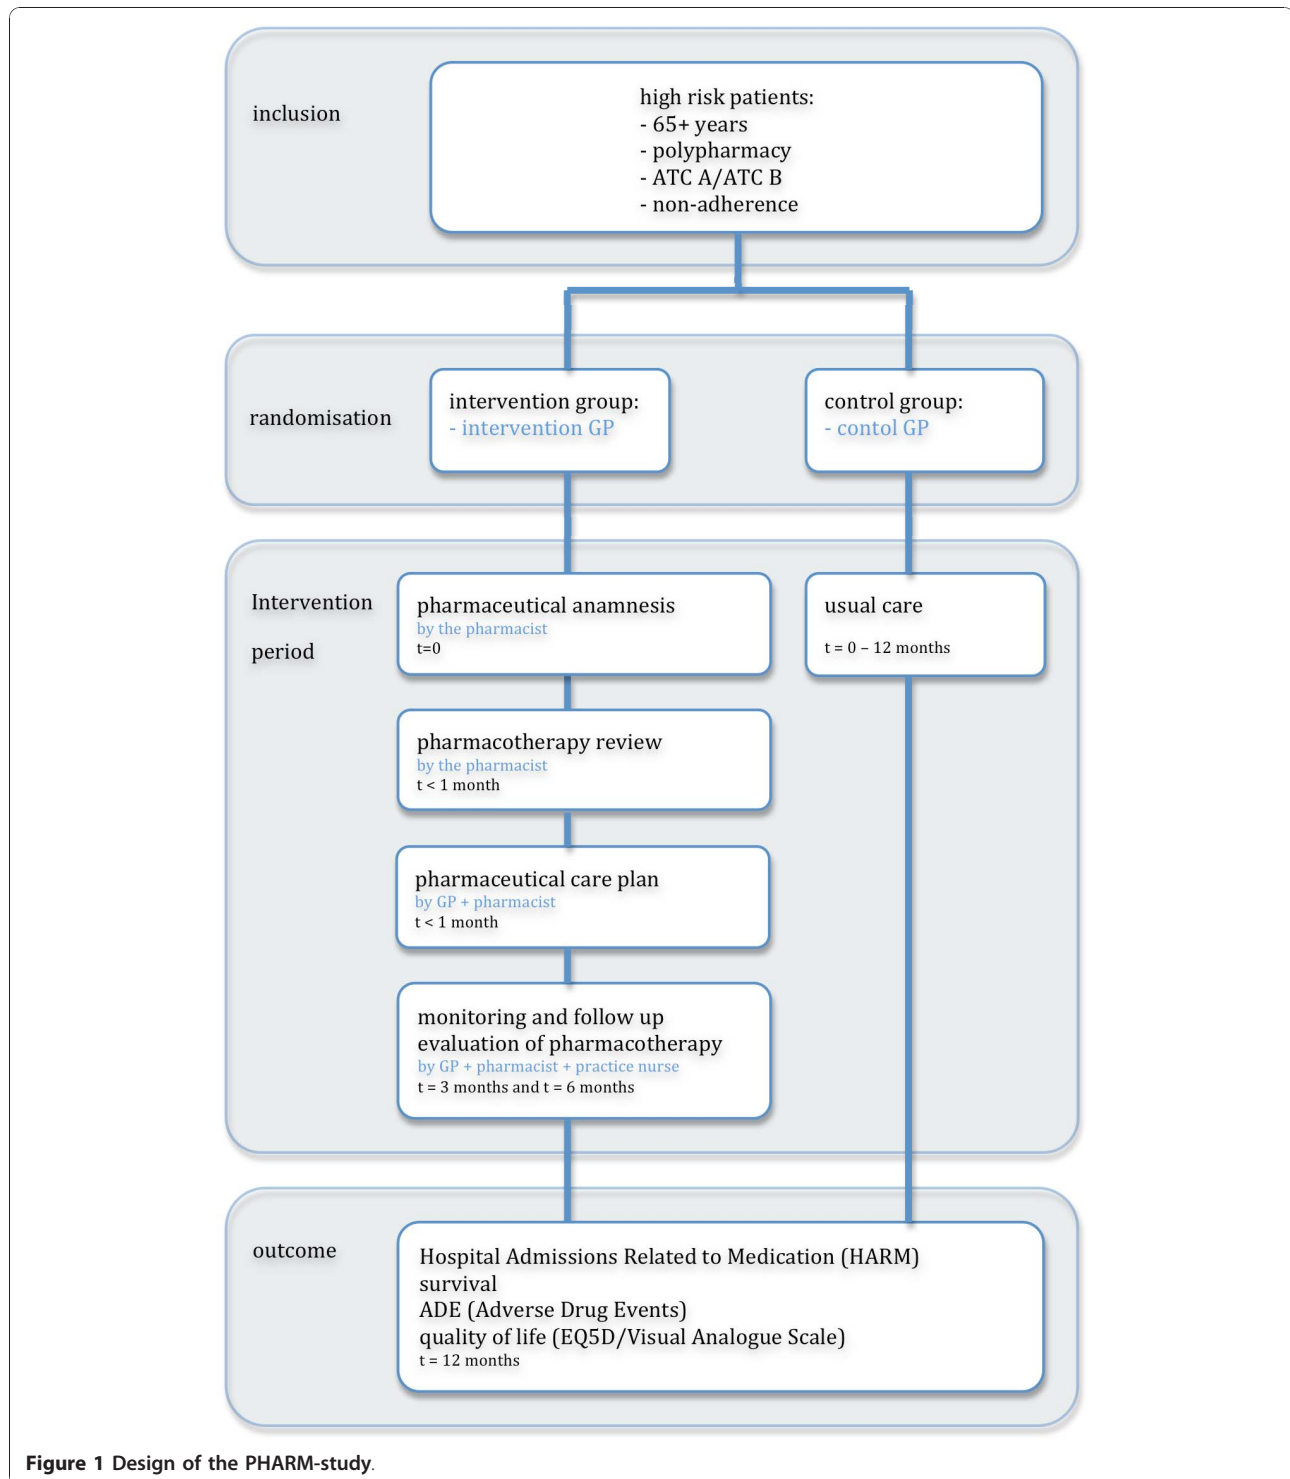 inclusion
high risk patients:
- 65+ years
- polypharmacy
- ATC A/ATC B
- non-adherence
randomisation
intervention group:
- intervention GP
control group:
- contol GP
Intervention
period
pharmaceutical anamnesis
by the pharmacist
t=0
usual care
t = 0 – 12 months
pharmacotherapy review
by the pharmacist
t < 1 month
pharmaceutical care plan
by GP + pharmacist
t < 1 month
monitoring and follow up
evaluation of pharmacotherapy
by GP + pharmacist + practice nurse
t = 3 months and t = 6 months
outcome
Hospital Admissions Related to Medication (HARM)
survival
ADE (Adverse Drug Events)
quality of life (EQ5D/Visual Analogue Scale)
t = 12 months
Figure 1 Design of the PHARM-study.